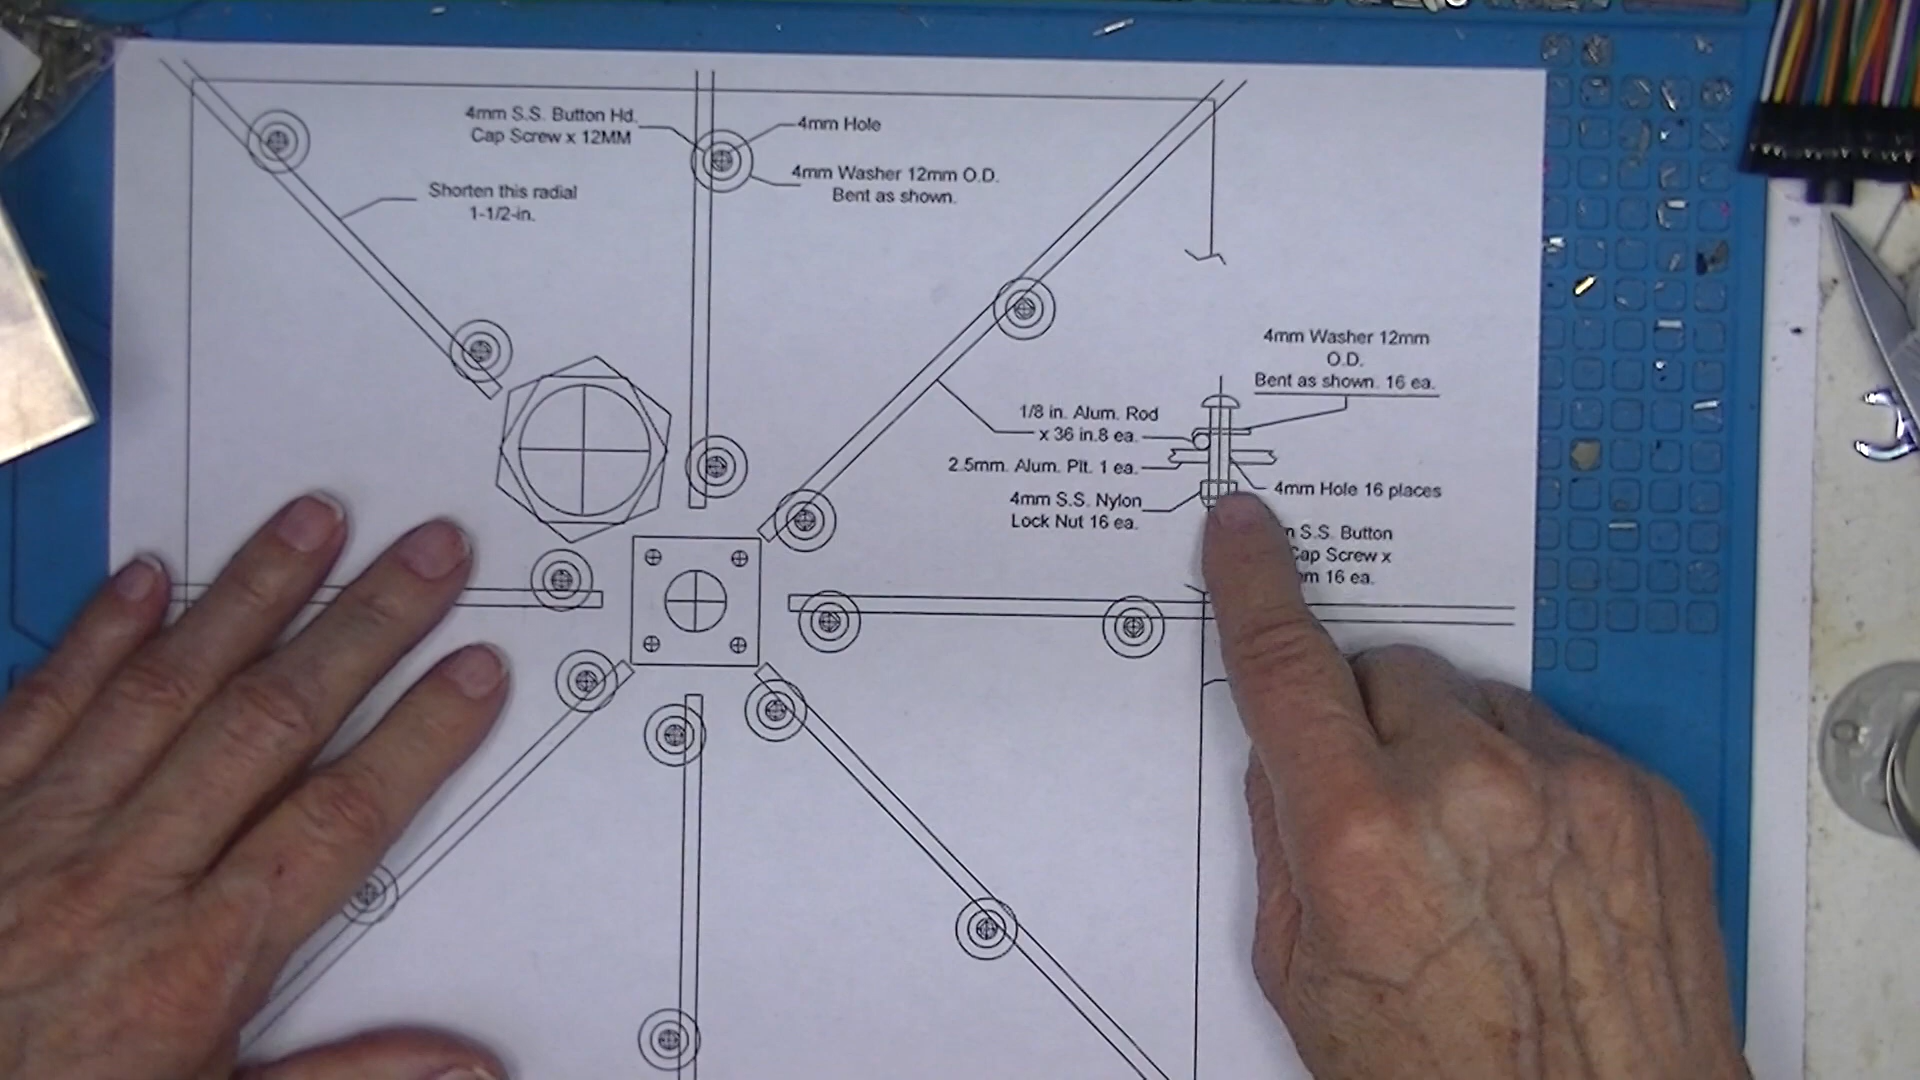 4mm S.S. Button Hd.
Cap Screw x 12MM
4mm Hole
4mm Washer 12mm O.D.
Bent as shown.
Shorten this radial
1-1/2-in.
4mm Washer 12mm
O.D.
Bent as shown. 16 ea.
1/8 in. Alum. Rod
x 36 in.8 ea.
2.5mm. Alum. Plt. 1 ea.
4mm S.S. Nylon
Lock Nut 16 ea.
4mm Hole 16 places
S.S. Button
Cap Screw x
16 ea.